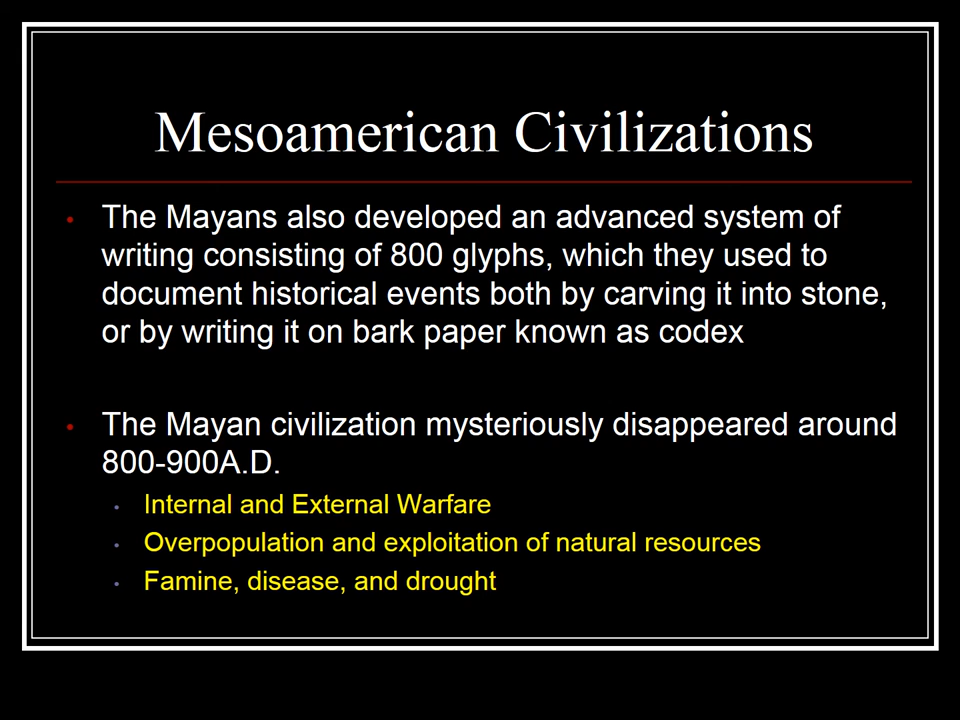 Mesoamerican Civilizations
• The Mayans also developed an advanced system of
writing consisting of 800 glyphs, which they used to
document historical events both by carving it into stone,
or by writing it on bark paper known as codex
• The Mayan civilization mysteriously disappeared around
800-900A.D.
• Internal and External Warfare
• Overpopulation and exploitation of natural resources
• Famine, disease, and drought